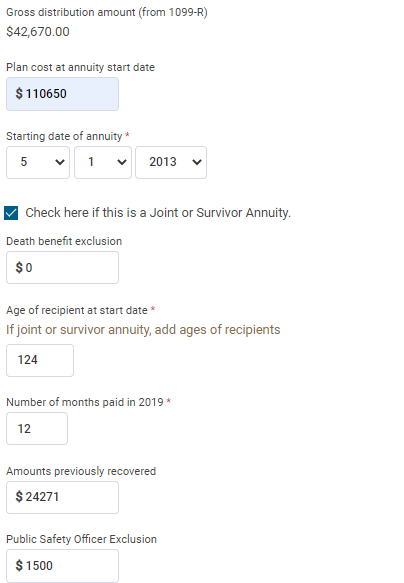 Gross distribution amount (from 1099-R)
$42,670.00
Plan cost at annuity start date
$ 110650
Starting date of annuity *
5 1 2013
Check here if this is a Joint or Survivor Annuity.
Death benefit exclusion
$ 0
Age of recipient at start date *
If joint or survivor annuity, add ages of recipients
124
Number of months paid in 2019 *
12
Amounts previously recovered
$ 24271
Public Safety Officer Exclusion
$ 1500